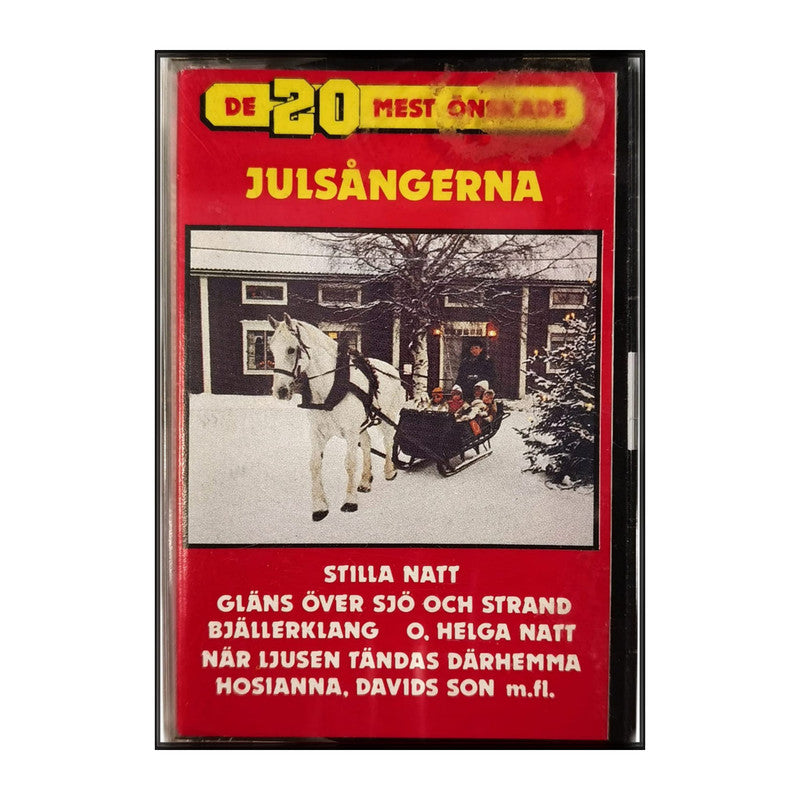 DE 20 MEST ÖNSKADE
JULSÅNGERNA
STILLA NATT
GLÄNS ÖVER SJÖ OCH STRAND
BJÄLLERKLANG O, HELGA NATT
NÄR LJUSEN TÄNDAS DÄRHEMMA
HOSIANNA, DAVIDS SON m.fl.